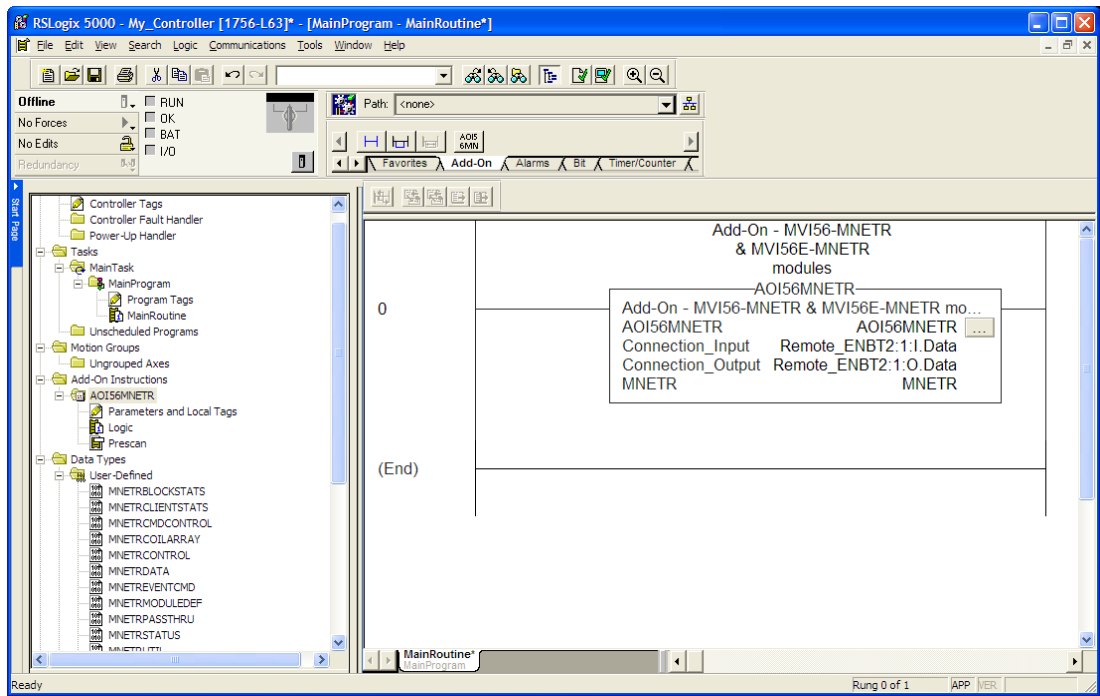 RSLogix 5000 - My_Controller [1756-L63]* - [MainProgram - MainRoutine*]
File Edit View Search Logic Communications Tools Window Help
Offline
RUN
No Forces
OK
No Edits
BAT
Redundancy
I/O
Path: <none>
AOI5
6MN
Favorites Add-On Alarms Bit Timer/Counter
Start Page
Controller Tags
Controller Fault Handler
Power-Up Handler
Tasks
MainTask
MainProgram
Program Tags
MainRoutine
Unscheduled Programs
Motion Groups
Ungrouped Axes
Add-On Instructions
AOI56MNETR
Parameters and Local Tags
Logic
Prescan
Data Types
User-Defined
MNETRBLOCKSTATS
MNETRCLIENTSTATS
MNETRCMDCONTROL
MNETRCOILARRAY
MNETRCONTROL
MNETRDATA
MNETREVENTCMD
MNETRMODULEDEF
MNETRPASSTHRU
MNETRSTATUS
MNETRUTIL
Add-On - MVI56-MNETR
& MVI56E-MNETR
modules
AOI56MNETR
0
Add-On - MVI56-MNETR & MVI56E-MNETR mo...
AOI56MNETR AOI56MNETR ...
Connection_Input Remote_ENBT2:1:I.Data
Connection_Output Remote_ENBT2:1:O.Data
MNETR MNETR
(End)
MainRoutine*
MainProgram
Ready
Rung 0 of 1
APP
VER